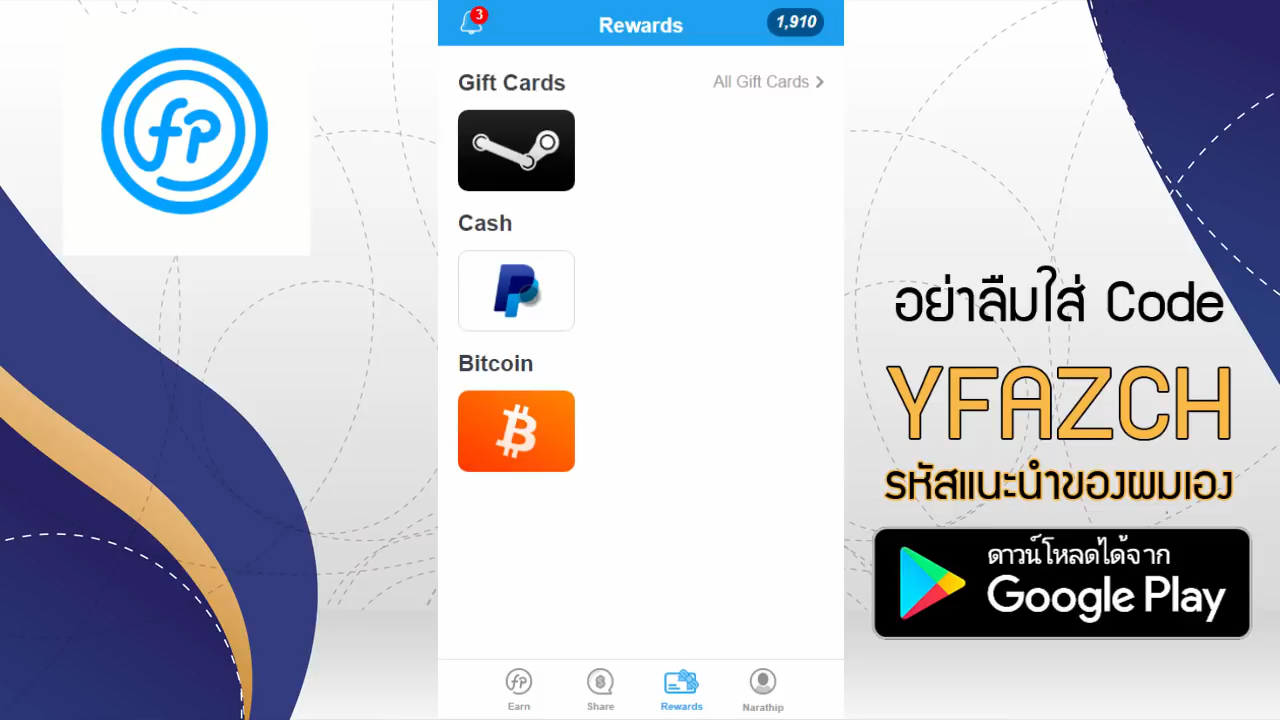 fp
3
Rewards
1,910
Gift Cards
All Gift Cards
Cash
Bitcoin
Earn
Share
Rewards
Narathip
อย่าลืมใส่ Code
YFAZCH
รหัสแนะนำของผมเอง
ดาวน์โหลดได้จาก
Google Play